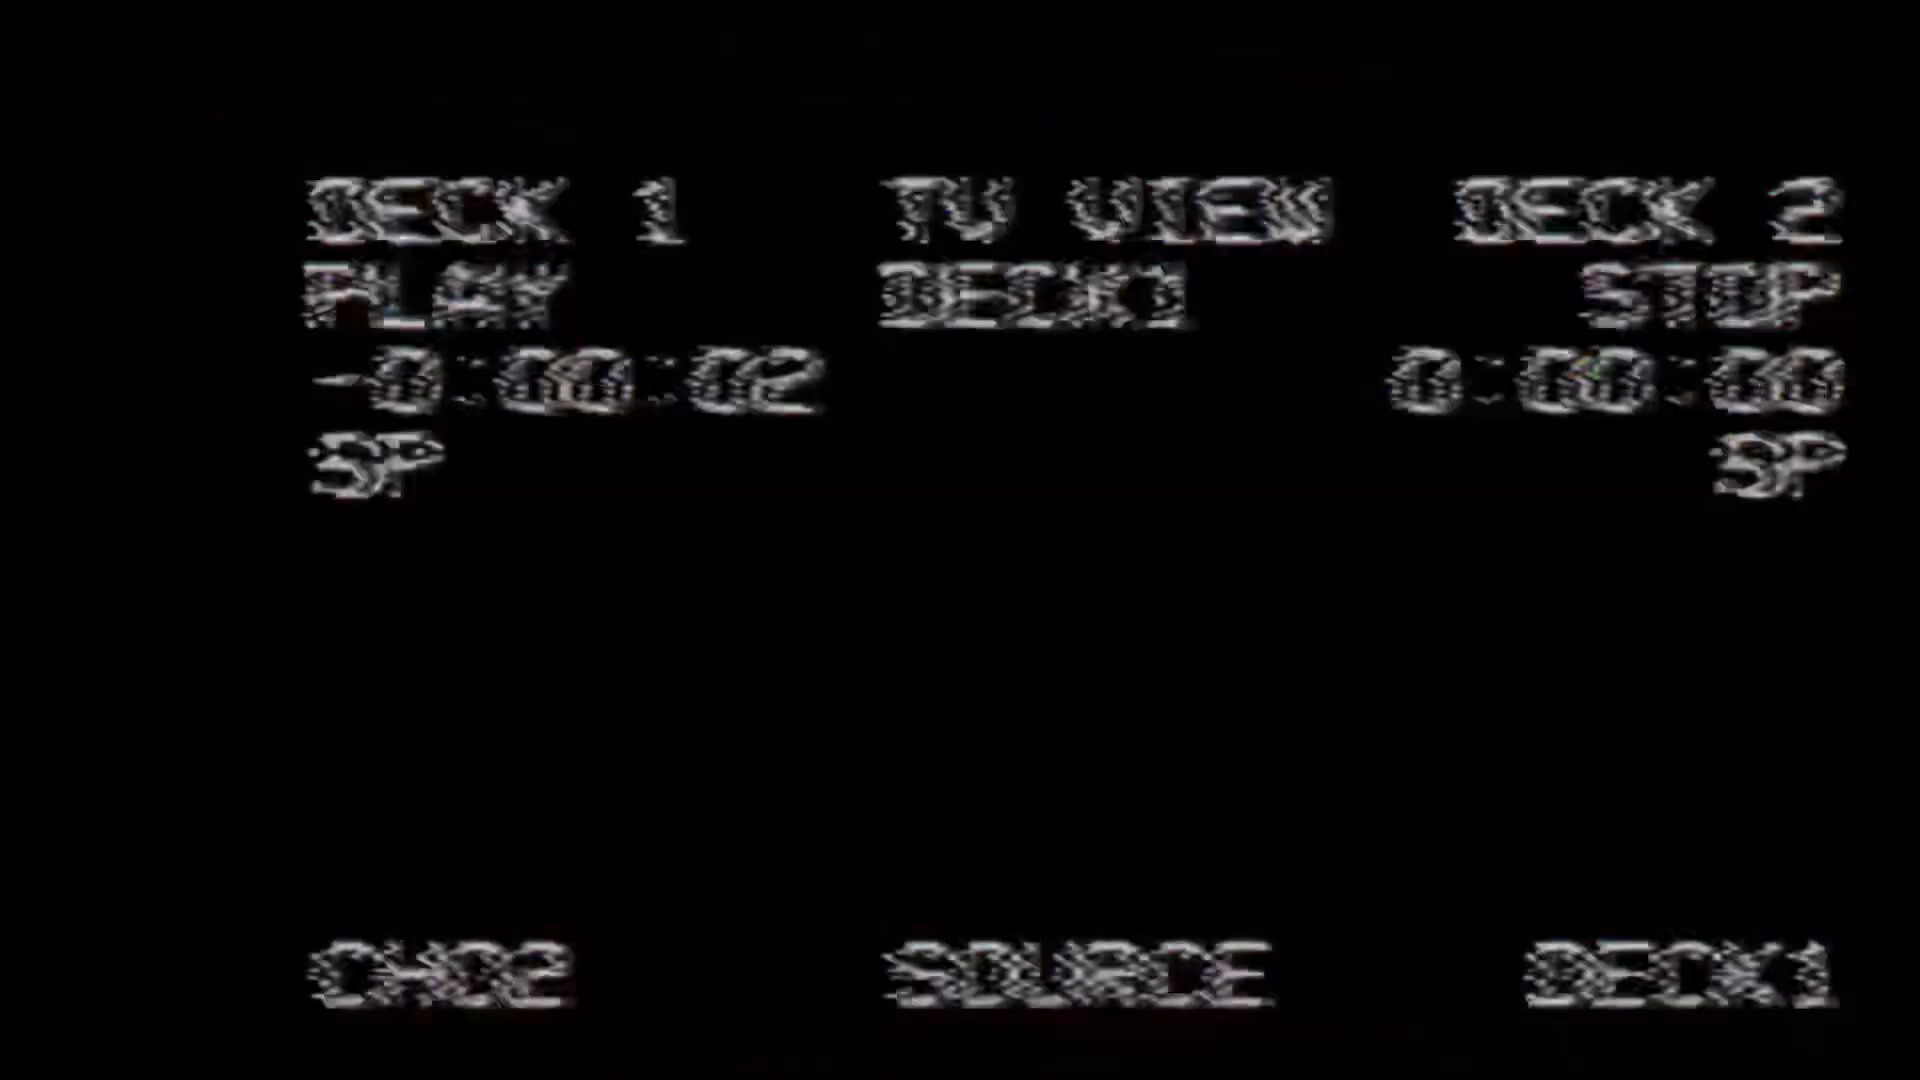 DECK 1 TV VIEW DECK 2
PLAY DECK1 STOP
-0:00:02 0:00:00
SP SP
CH02 SOURCE DECK1